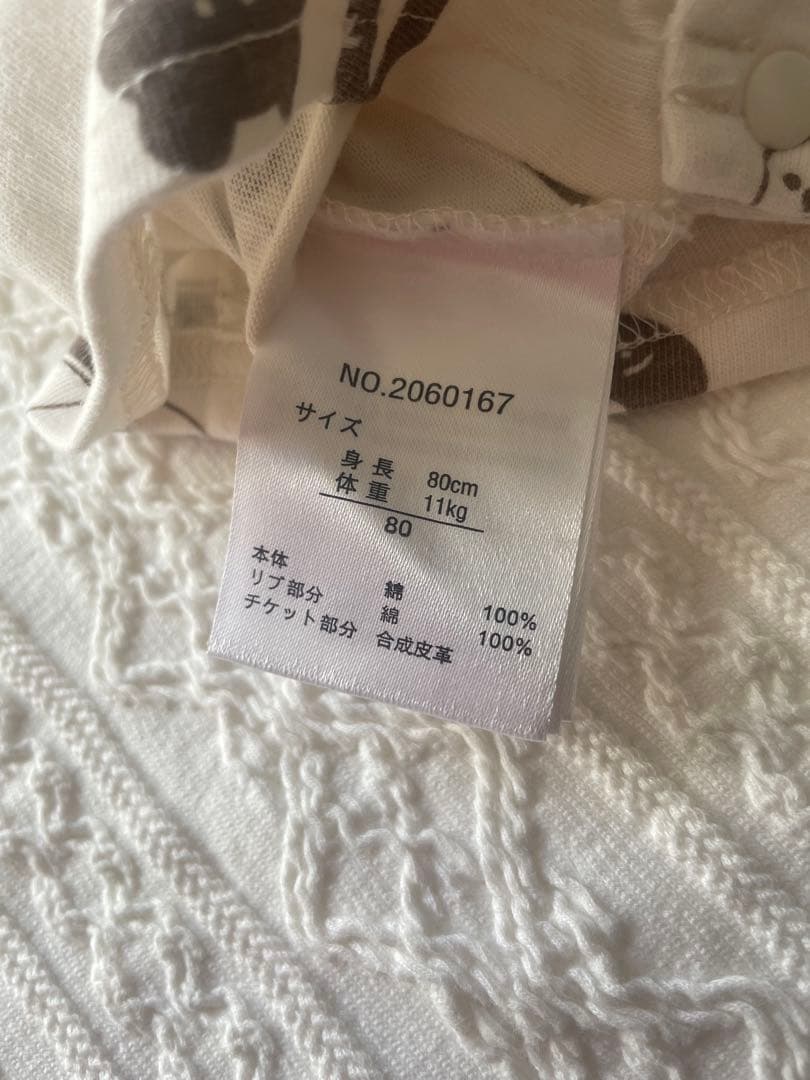 NO.2060167
サイズ
身長 80cm
体重 11kg
80
本体 綿 100%
リブ部分 綿 100%
チケット部分 合成皮革